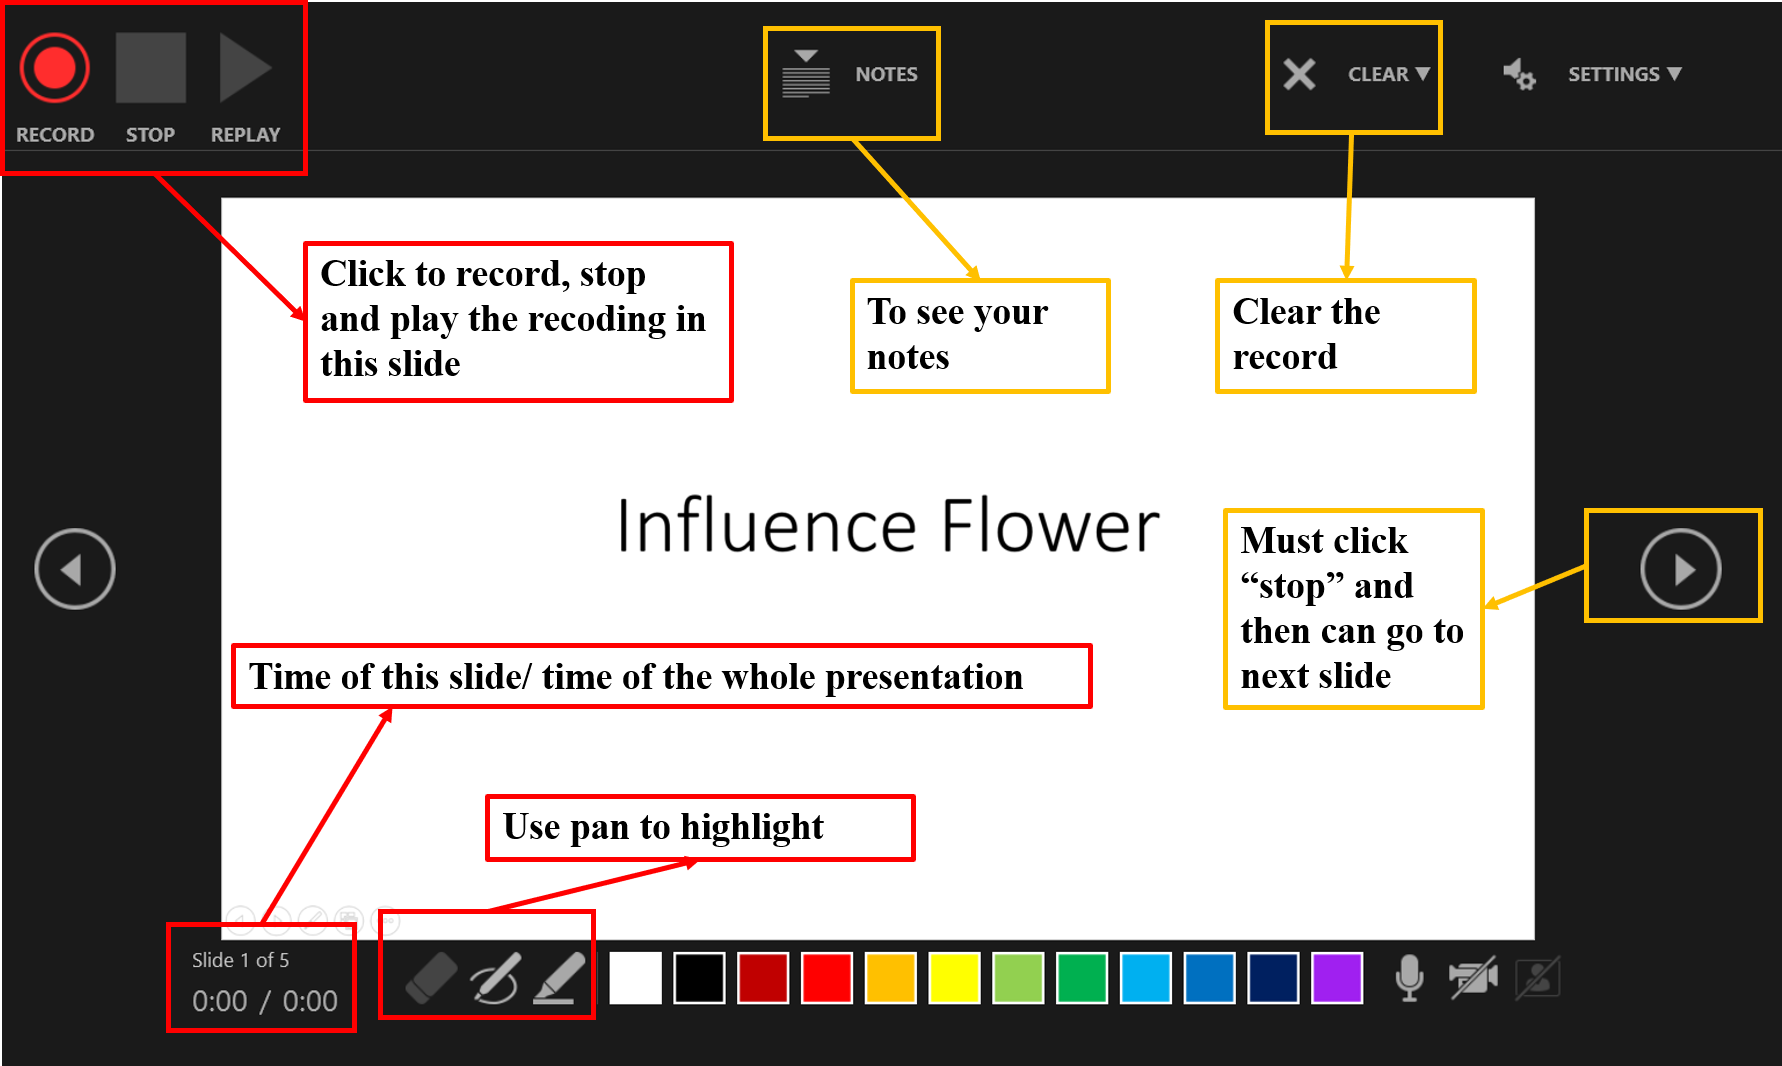 RECORD STOP REPLAY
NOTES
CLEAR
SETTINGS
Click to record, stop
and play the recoding in
this slide
To see your
notes
Clear the
record
Influence Flower
Must click
“stop” and
then can go to
next slide
Time of this slide/ time of the whole presentation
Use pan to highlight
Slide 1 of 5
0:00 / 0:00